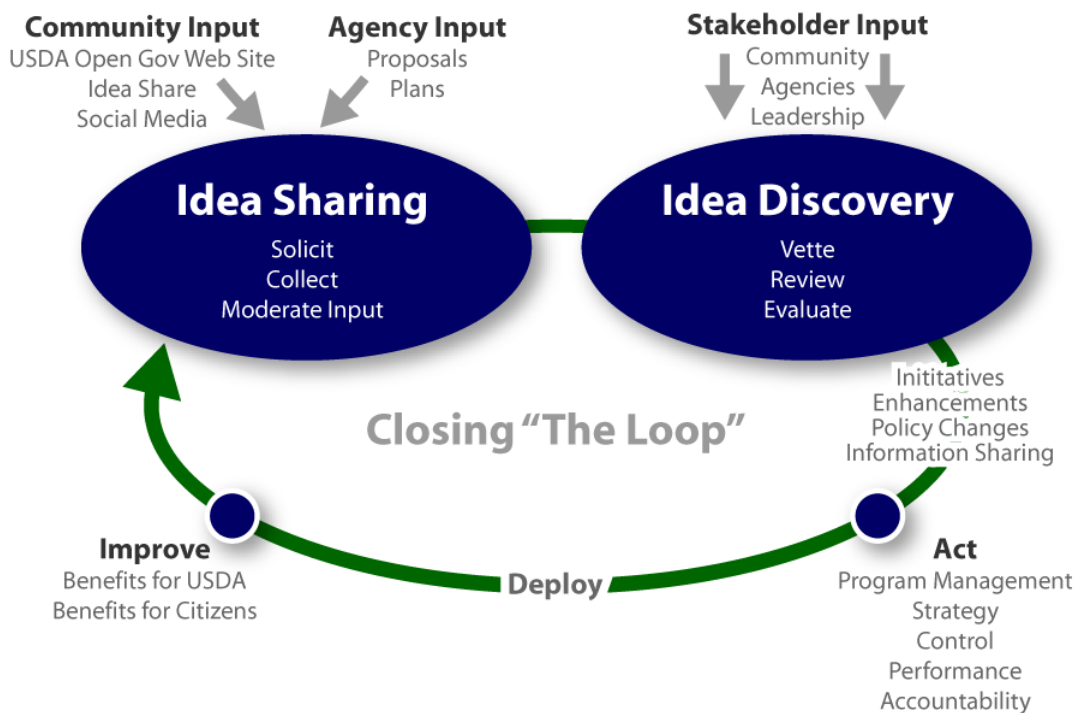 Community Input
USDA Open Gov Web Site
Idea Share
Social Media
Agency Input
Proposals
Plans
Stakeholder Input
Community
Agencies
Leadership
Idea Sharing
Solicit
Collect
Moderate Input
Idea Discovery
Vette
Review
Evaluate
Inititatives
Enhancements
Policy Changes
Information Sharing
Closing “The Loop”
Improve
Benefits for USDA
Benefits for Citizens
Deploy
Act
Program Management
Strategy
Control
Performance
Accountability